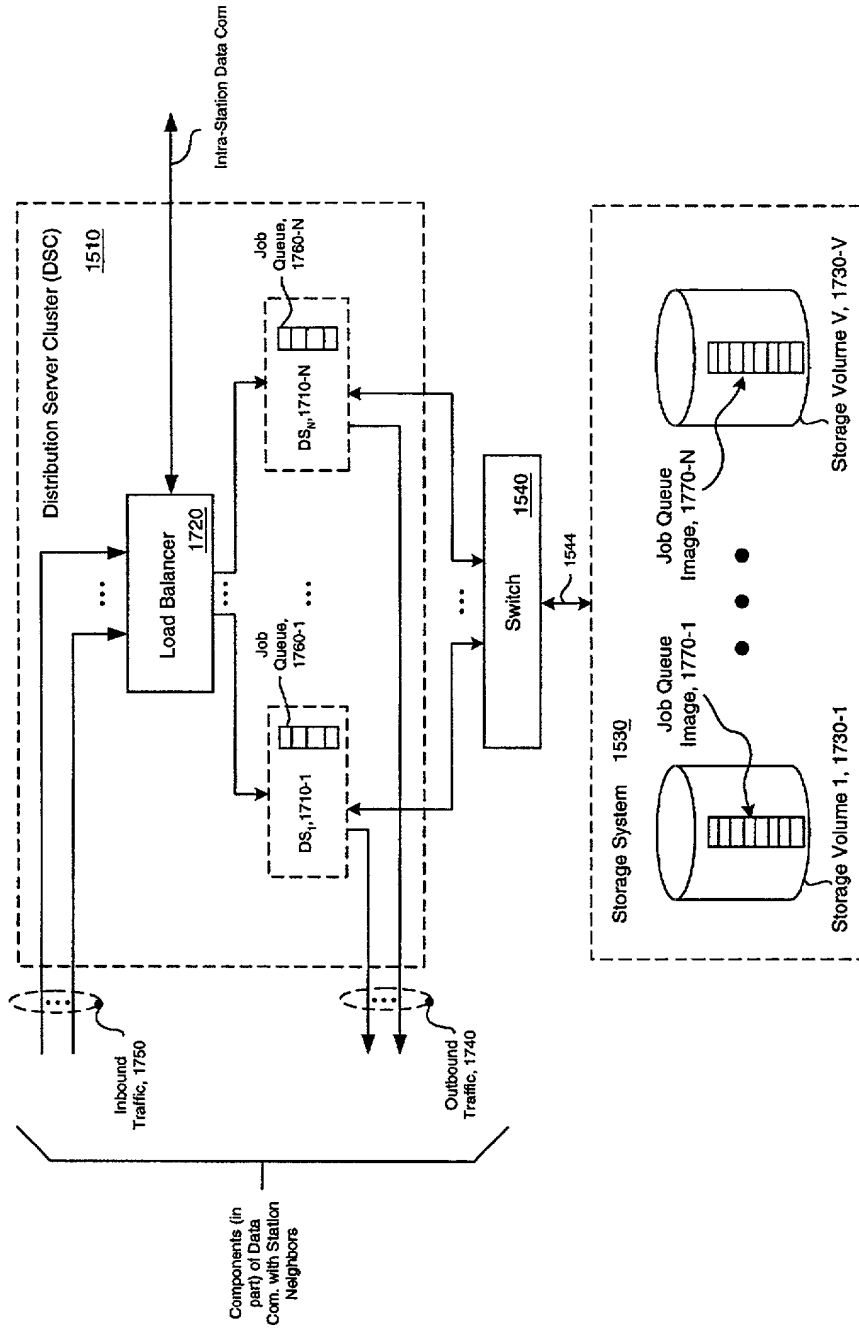 Components (in
part) of Data
Com. with Station
Neighbors
Inbound
Traffic, 1750
Outbound
Traffic, 1740
Distribution Server Cluster (DSC)
1510
Intra-Station Data Com
Load Balancer
1720
DS1, 1710-1
Job
Queue,
1760-1
DSN, 1710-N
Job
Queue,
1760-N
Switch
1540
1544
Storage System 1530
Job Queue
Image, 1770-1
Job Queue
Image, 1770-N
Storage Volume 1, 1730-1
Storage Volume V, 1730-V